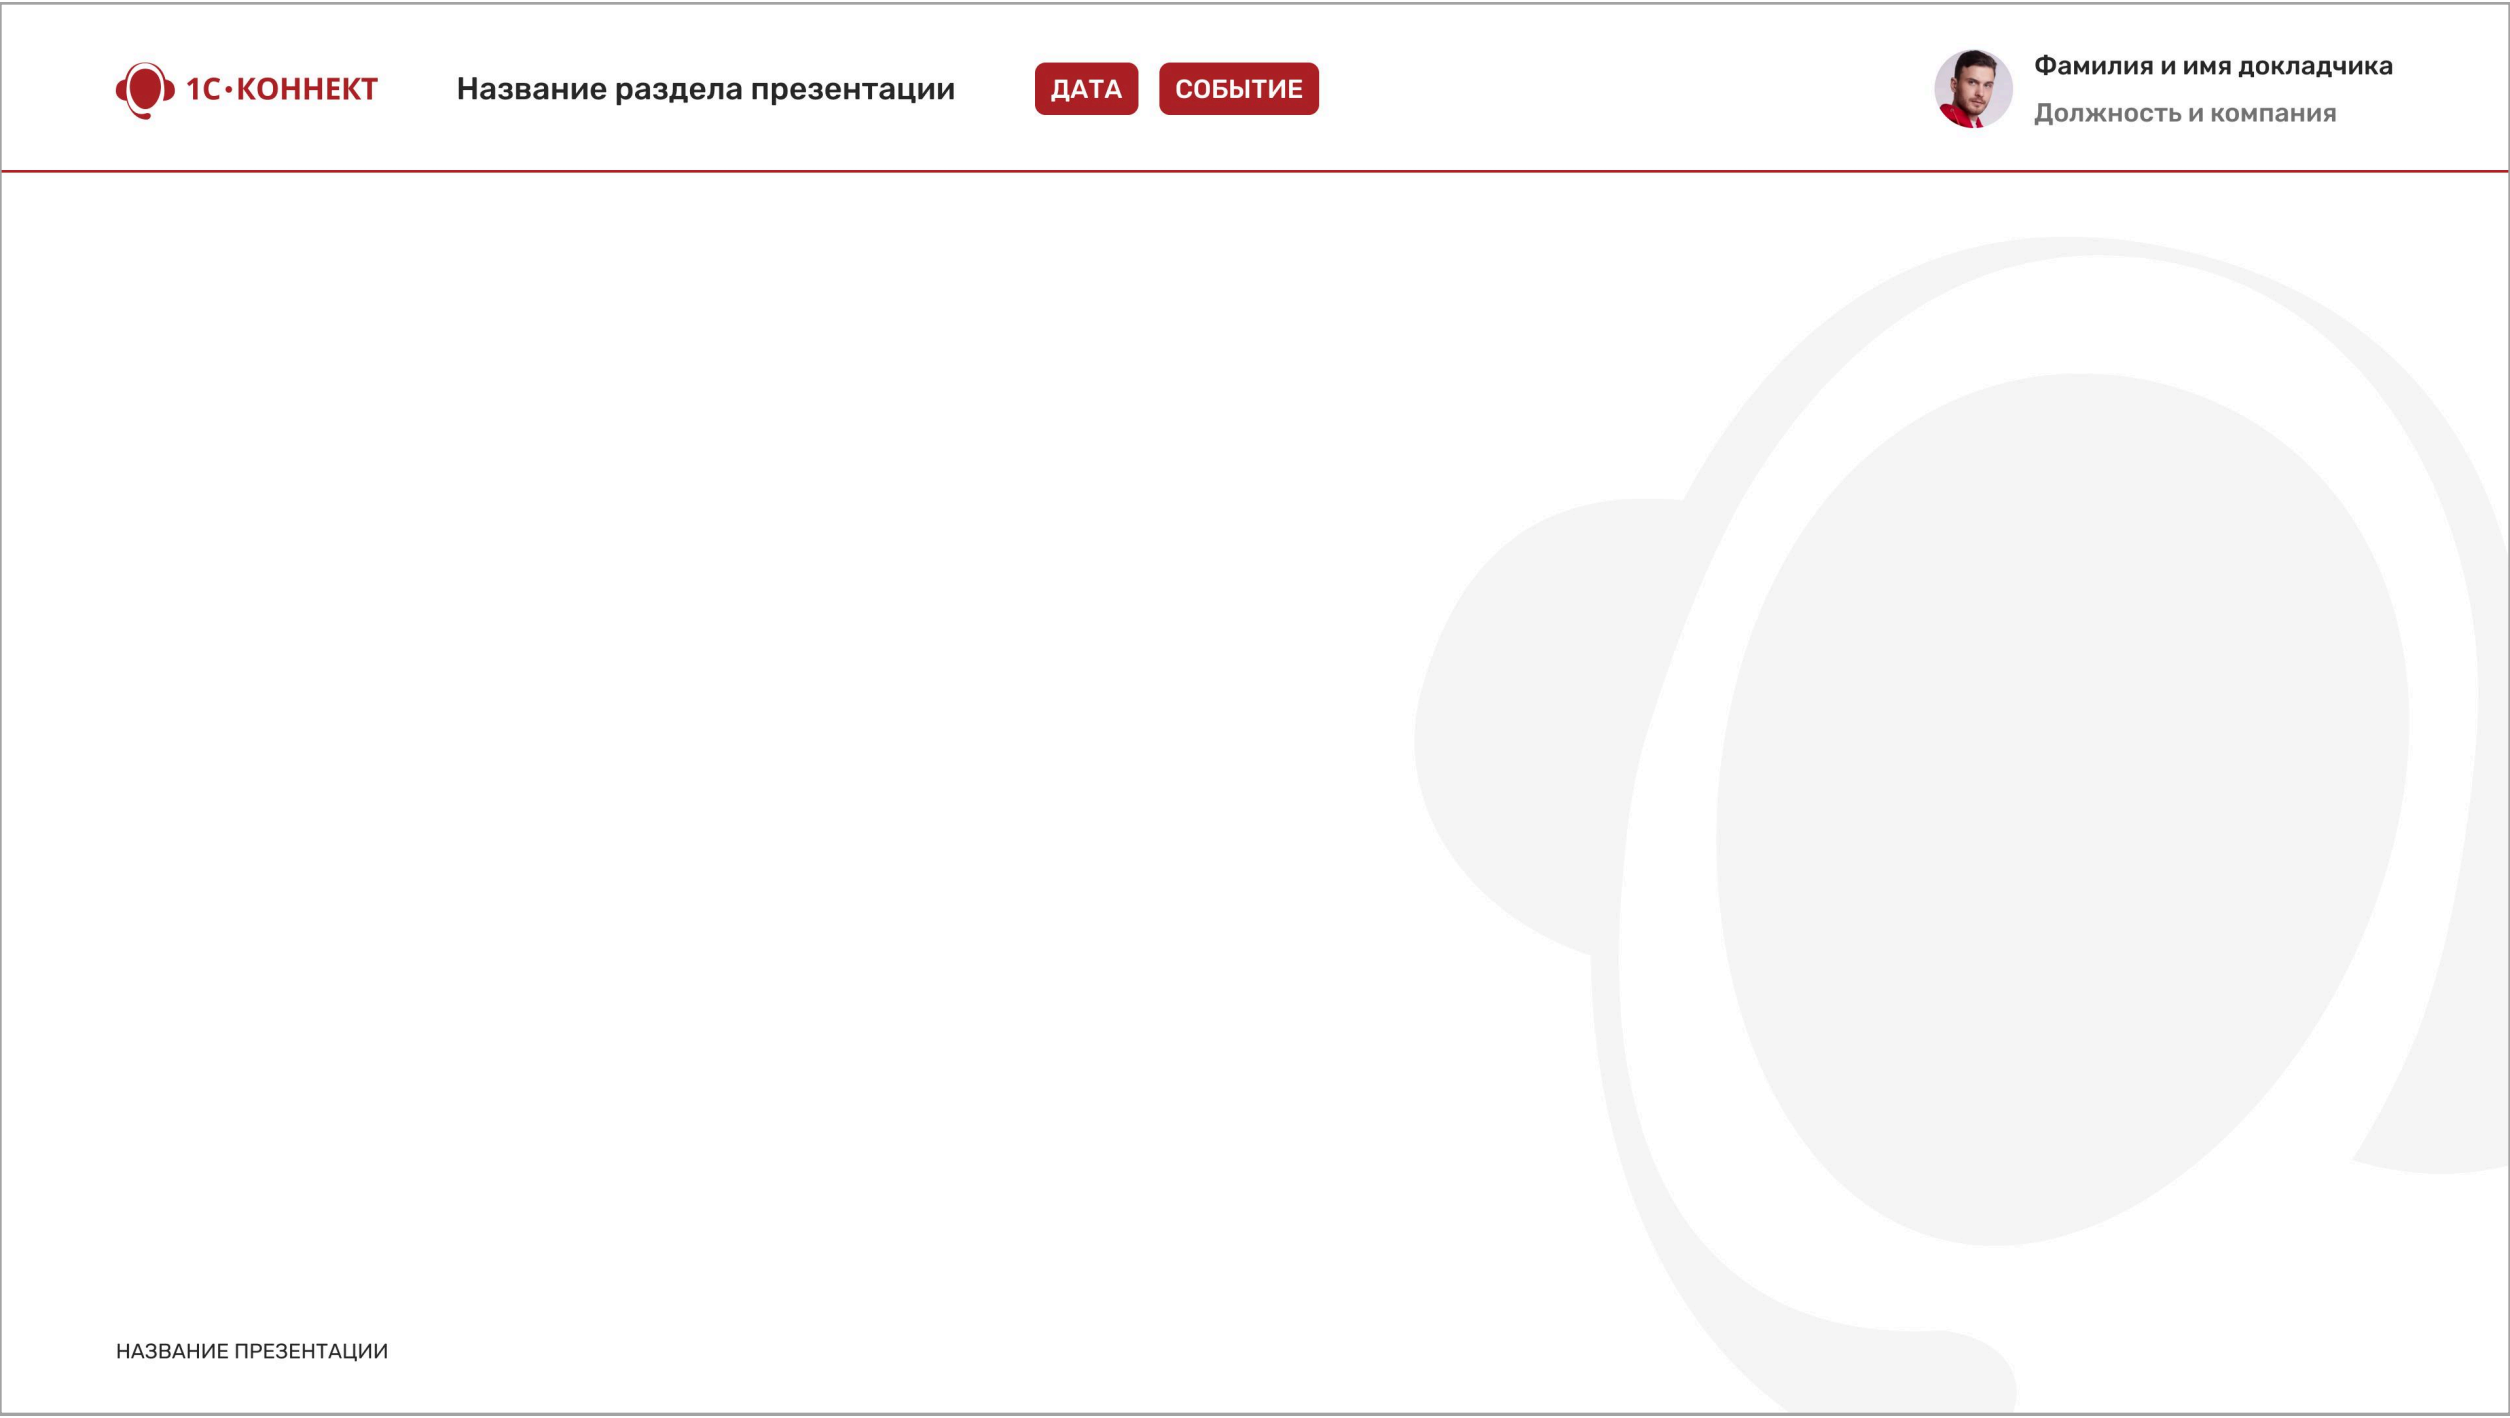 1С·КОННЕКТ
Название раздела презентации
ДАТА
СОБЫТИЕ
Фамилия и имя докладчика
Должность и компания
НАЗВАНИЕ ПРЕЗЕНТАЦИИ